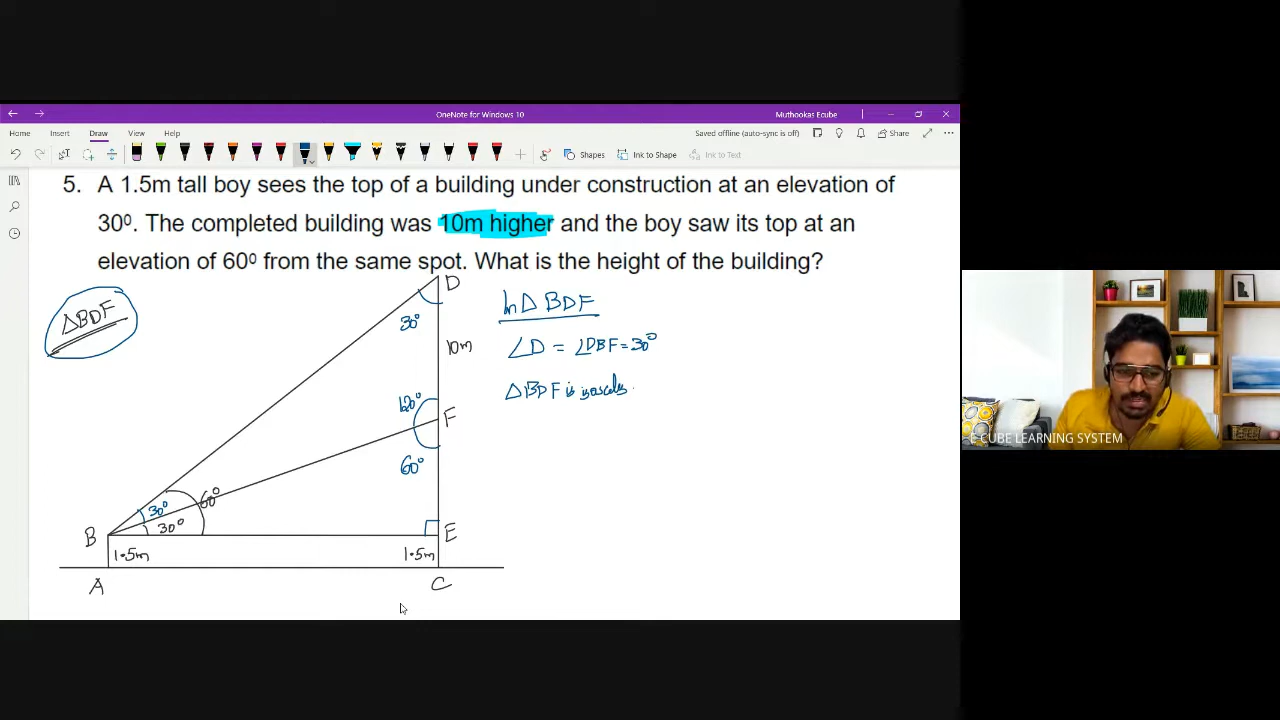 OneNote for Windows 10
Muthookas Ecube
Home Insert Draw View Help
Saved offline (auto-sync is off)
Share
Shapes
Ink to Shape
Ink to Text
5. A 1.5m tall boy sees the top of a building under construction at an elevation of
30⁰. The completed building was 10m higher and the boy saw its top at an
elevation of 60⁰ from the same spot. What is the height of the building?
∆BDF
D
30°
10m
120°
F
60°
60°
30°
30°
B
E
1.5m
1.5m
A
C
In ∆ BDF
∠D = ∠DBF = 30°
∆BDF is isosceles.
E CUBE LEARNING SYSTEM